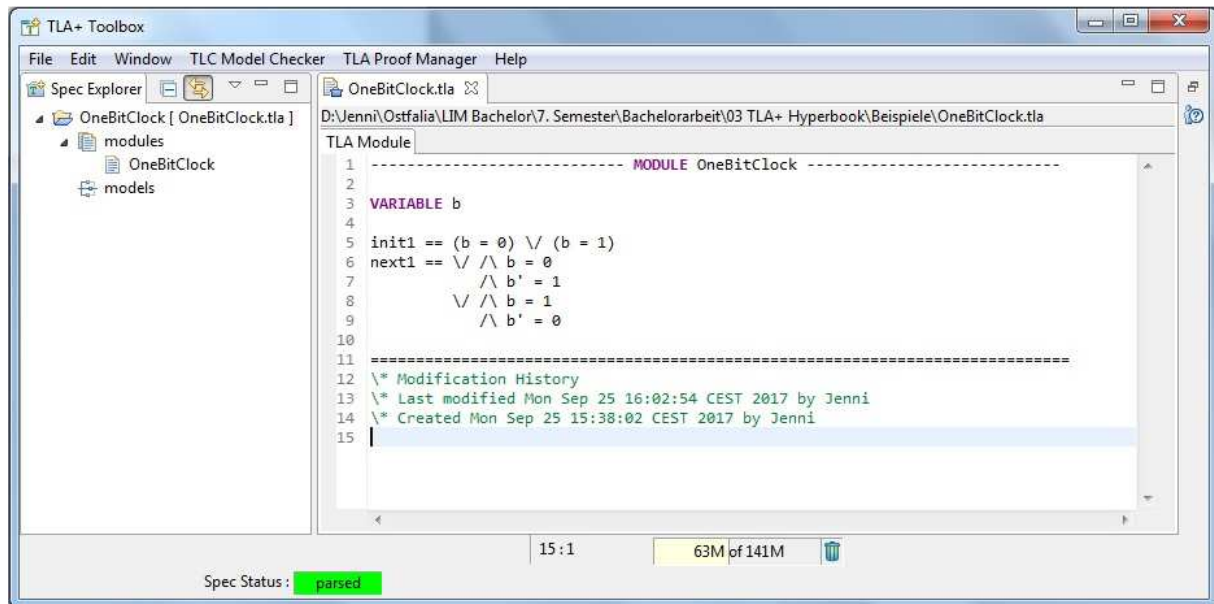 TLA+ Toolbox
File Edit Window TLC Model Checker TLA Proof Manager Help
Spec Explorer
OneBitClock.tla
OneBitClock [ OneBitClock.tla ]
modules
OneBitClock
models
D:\Jenni\Ostfalia\LIM Bachelor\7. Semester\Bachelorarbeit\03 TLA+ Hyperbook\Beispiele\OneBitClock.tla
TLA Module
1 ---------------------------- MODULE OneBitClock ----------------------------
2
3 VARIABLE b
4
5 init1 == (b = 0) \/ (b = 1)
6 next1 == \/ /\ b = 0
7             /\ b' = 1
8          \/ /\ b = 1
9             /\ b' = 0
10
11 =============================================================================
12 \* Modification History
13 \* Last modified Mon Sep 25 16:02:54 CEST 2017 by Jenni
14 \* Created Mon Sep 25 15:38:02 CEST 2017 by Jenni
15
15 : 1
63M of 141M
Spec Status : parsed